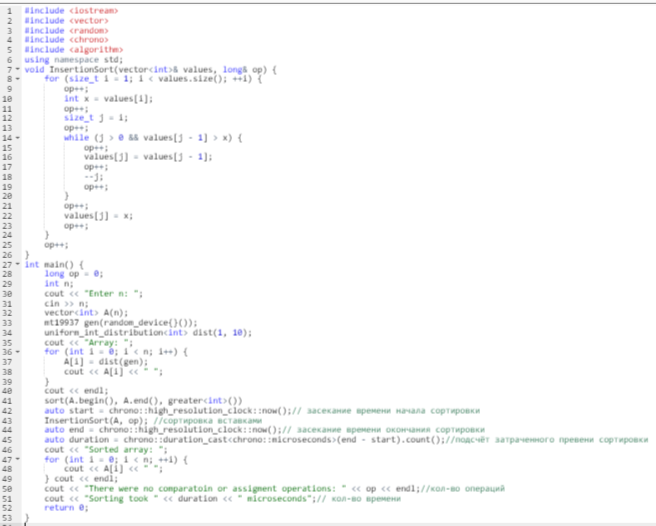 1 #include <iostream>
2 #include <vector>
3 #include <random>
4 #include <chrono>
5 #include <algorithm>
6 using namespace std;
7 void InsertionSort(vector<int>& values, long& op) {
8 for (size_t i = 1; i < values.size(); ++i) {
9 op++;
10 int x = values[i];
11 op++;
12 size_t j = i;
13 op++;
14 while (j > 0 && values[j - 1] > x) {
15 op++;
16 values[j] = values[j - 1];
17 op++;
18 --j;
19 op++;
20 }
21 op++;
22 values[j] = x;
23 op++;
24 }
25 op++;
26 }
27 int main() {
28 long op = 0;
29 int n;
30 cout << "Enter n: ";
31 cin >> n;
32 vector<int> A(n);
33 mt19937 gen(random_device{}());
34 uniform_int_distribution<int> dist(1, 10);
35 cout << "Array: ";
36 for (int i = 0; i < n; i++) {
37 A[i] = dist(gen);
38 cout << A[i] << " ";
39 }
40 cout << endl;
41 sort(A.begin(), A.end(), greater<int>())
42 auto start = chrono::high_resolution_clock::now();// засекание времени начала сортировки
43 InsertionSort(A, op); //сортировка вставками
44 auto end = chrono::high_resolution_clock::now();// засекание времени окончания сортировки
45 auto duration = chrono::duration_cast<chrono::microseconds>(end - start).count();//подсчёт затраченного превени сортировки
46 cout << "Sorted array: ";
47 for (int i = 0; i < n; ++i) {
48 cout << A[i] << " ";
49 } cout << endl;
50 cout << "There were no comparatoin or assigment operations: " << op << endl;//кол-во операций
51 cout << "Sorting took " << duration << " microseconds";// кол-во времени
52 return 0;
53 }